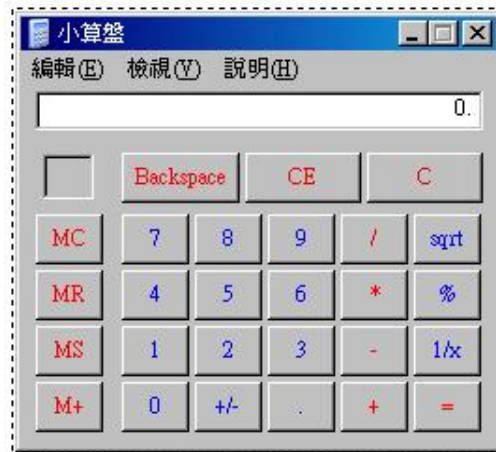 小算盤
編輯(E) 檢視(V) 說明(H)
0.
Backspace CE C
MC 7 8 9 / sqrt
MR 4 5 6 * %
MS 1 2 3 - 1/x
M+ 0 +/- . + =